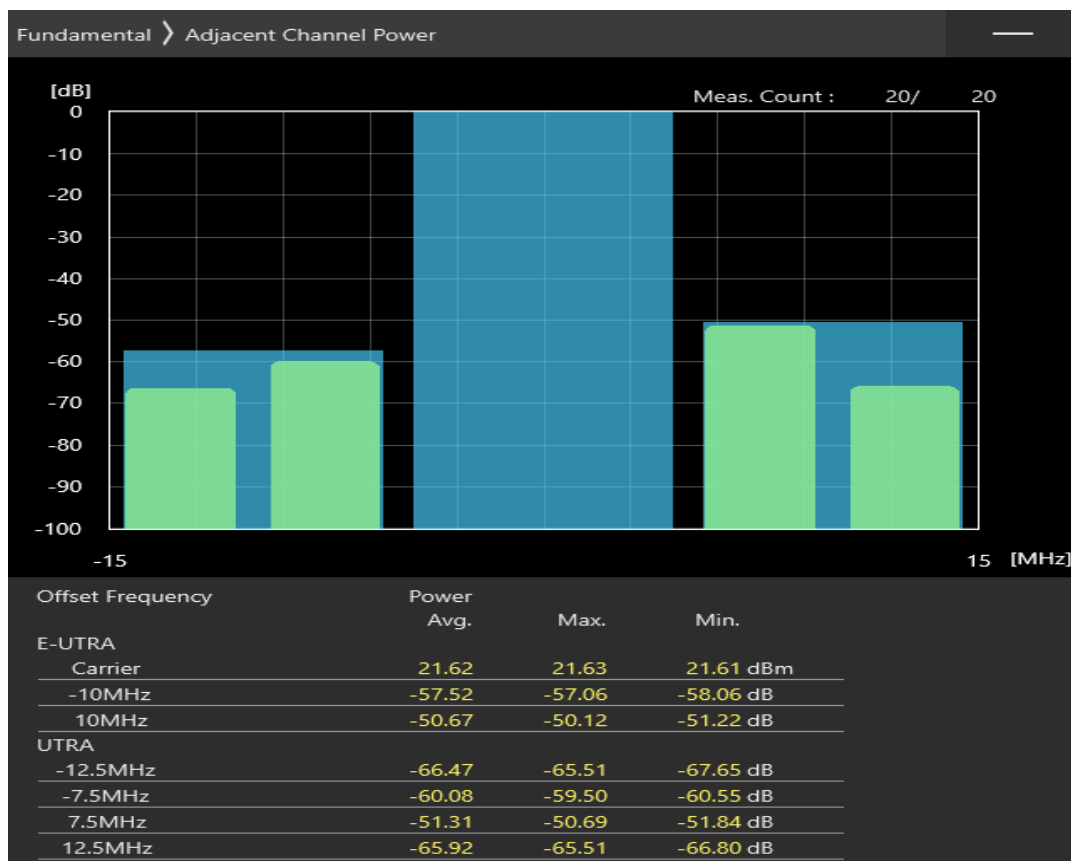 Fundamental ❯ Adjacent Channel Power
[dB]
Meas. Count : 20/ 20
0
-10
-20
-30
-40
-50
-60
-70
-80
-90
-100
-15 15 [MHz]
Offset Frequency Power
Avg. Max. Min.
E-UTRA
Carrier 21.62 21.63 21.61 dBm
-10MHz -57.52 -57.06 -58.06 dB
10MHz -50.67 -50.12 -51.22 dB
UTRA
-12.5MHz -66.47 -65.51 -67.65 dB
-7.5MHz -60.08 -59.50 -60.55 dB
7.5MHz -51.31 -50.69 -51.84 dB
12.5MHz -65.92 -65.51 -66.80 dB